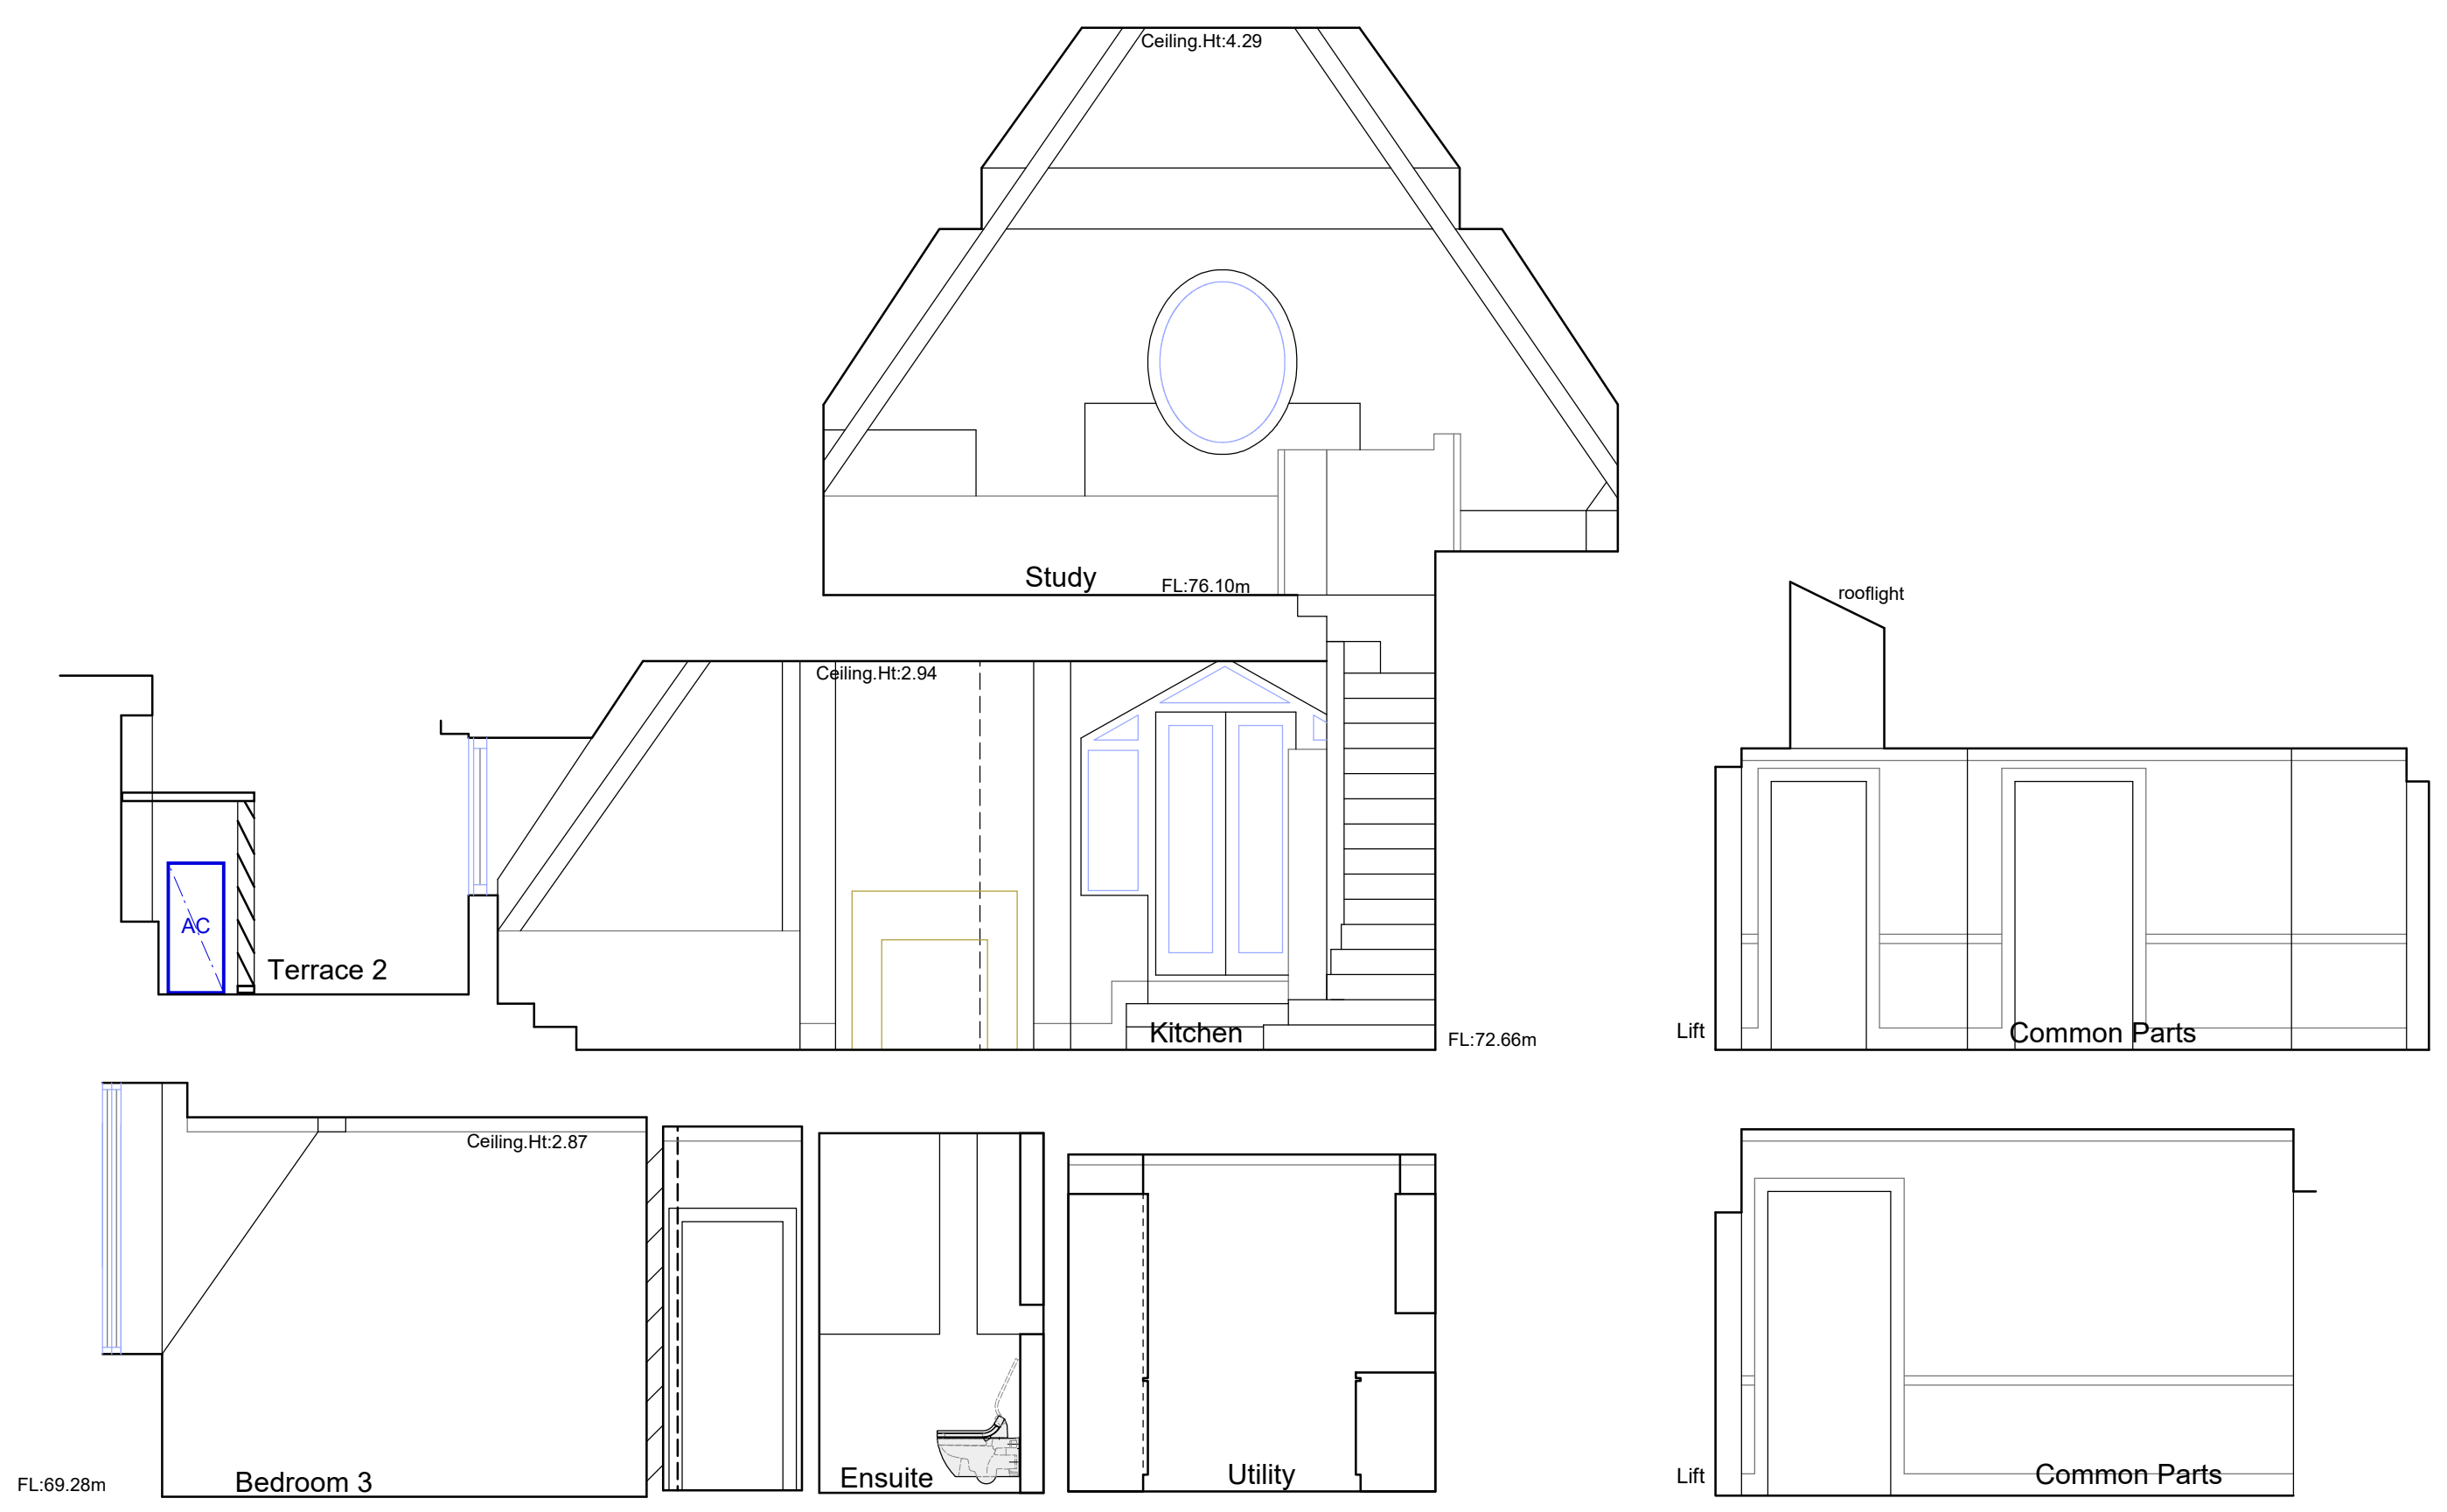 Ceiling.Ht:4.29
Study
FL:76.10m
rooflight
Ceiling.Ht:2.94
AC
Terrace 2
Kitchen
FL:72.66m
Lift
Common Parts
Ceiling.Ht:2.87
FL:69.28m
Bedroom 3
Ensuite
Utility
Lift
Common Parts